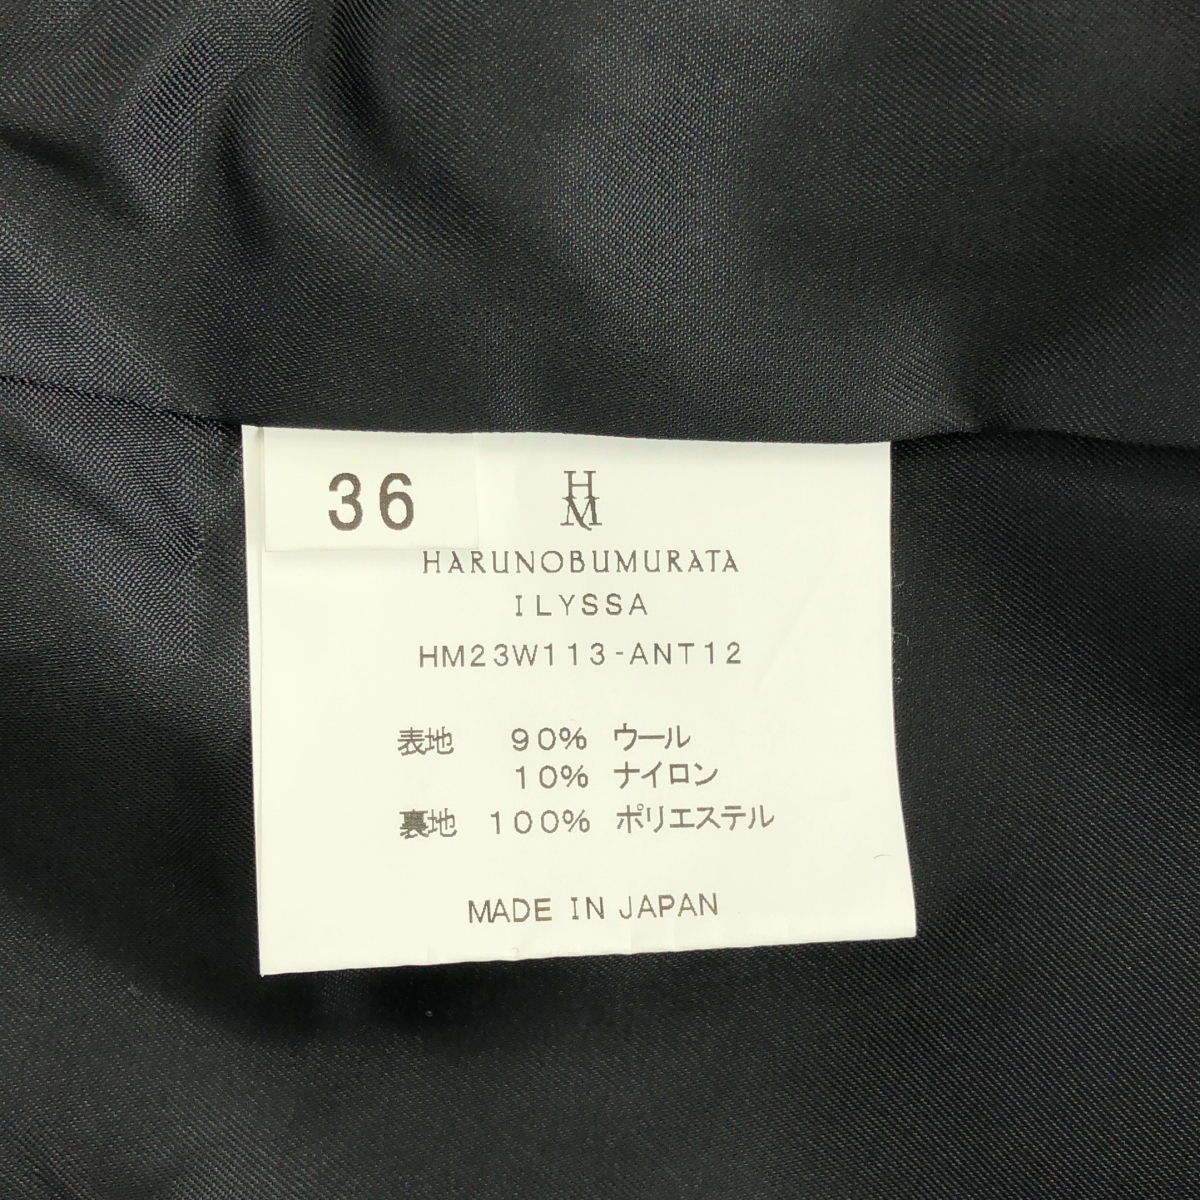 36
HM
HARUNOBUMURATA
ILYSSA
HM23W113-ANT12
表地 90% ウール
10% ナイロン
裏地 100% ポリエステル
MADE IN JAPAN